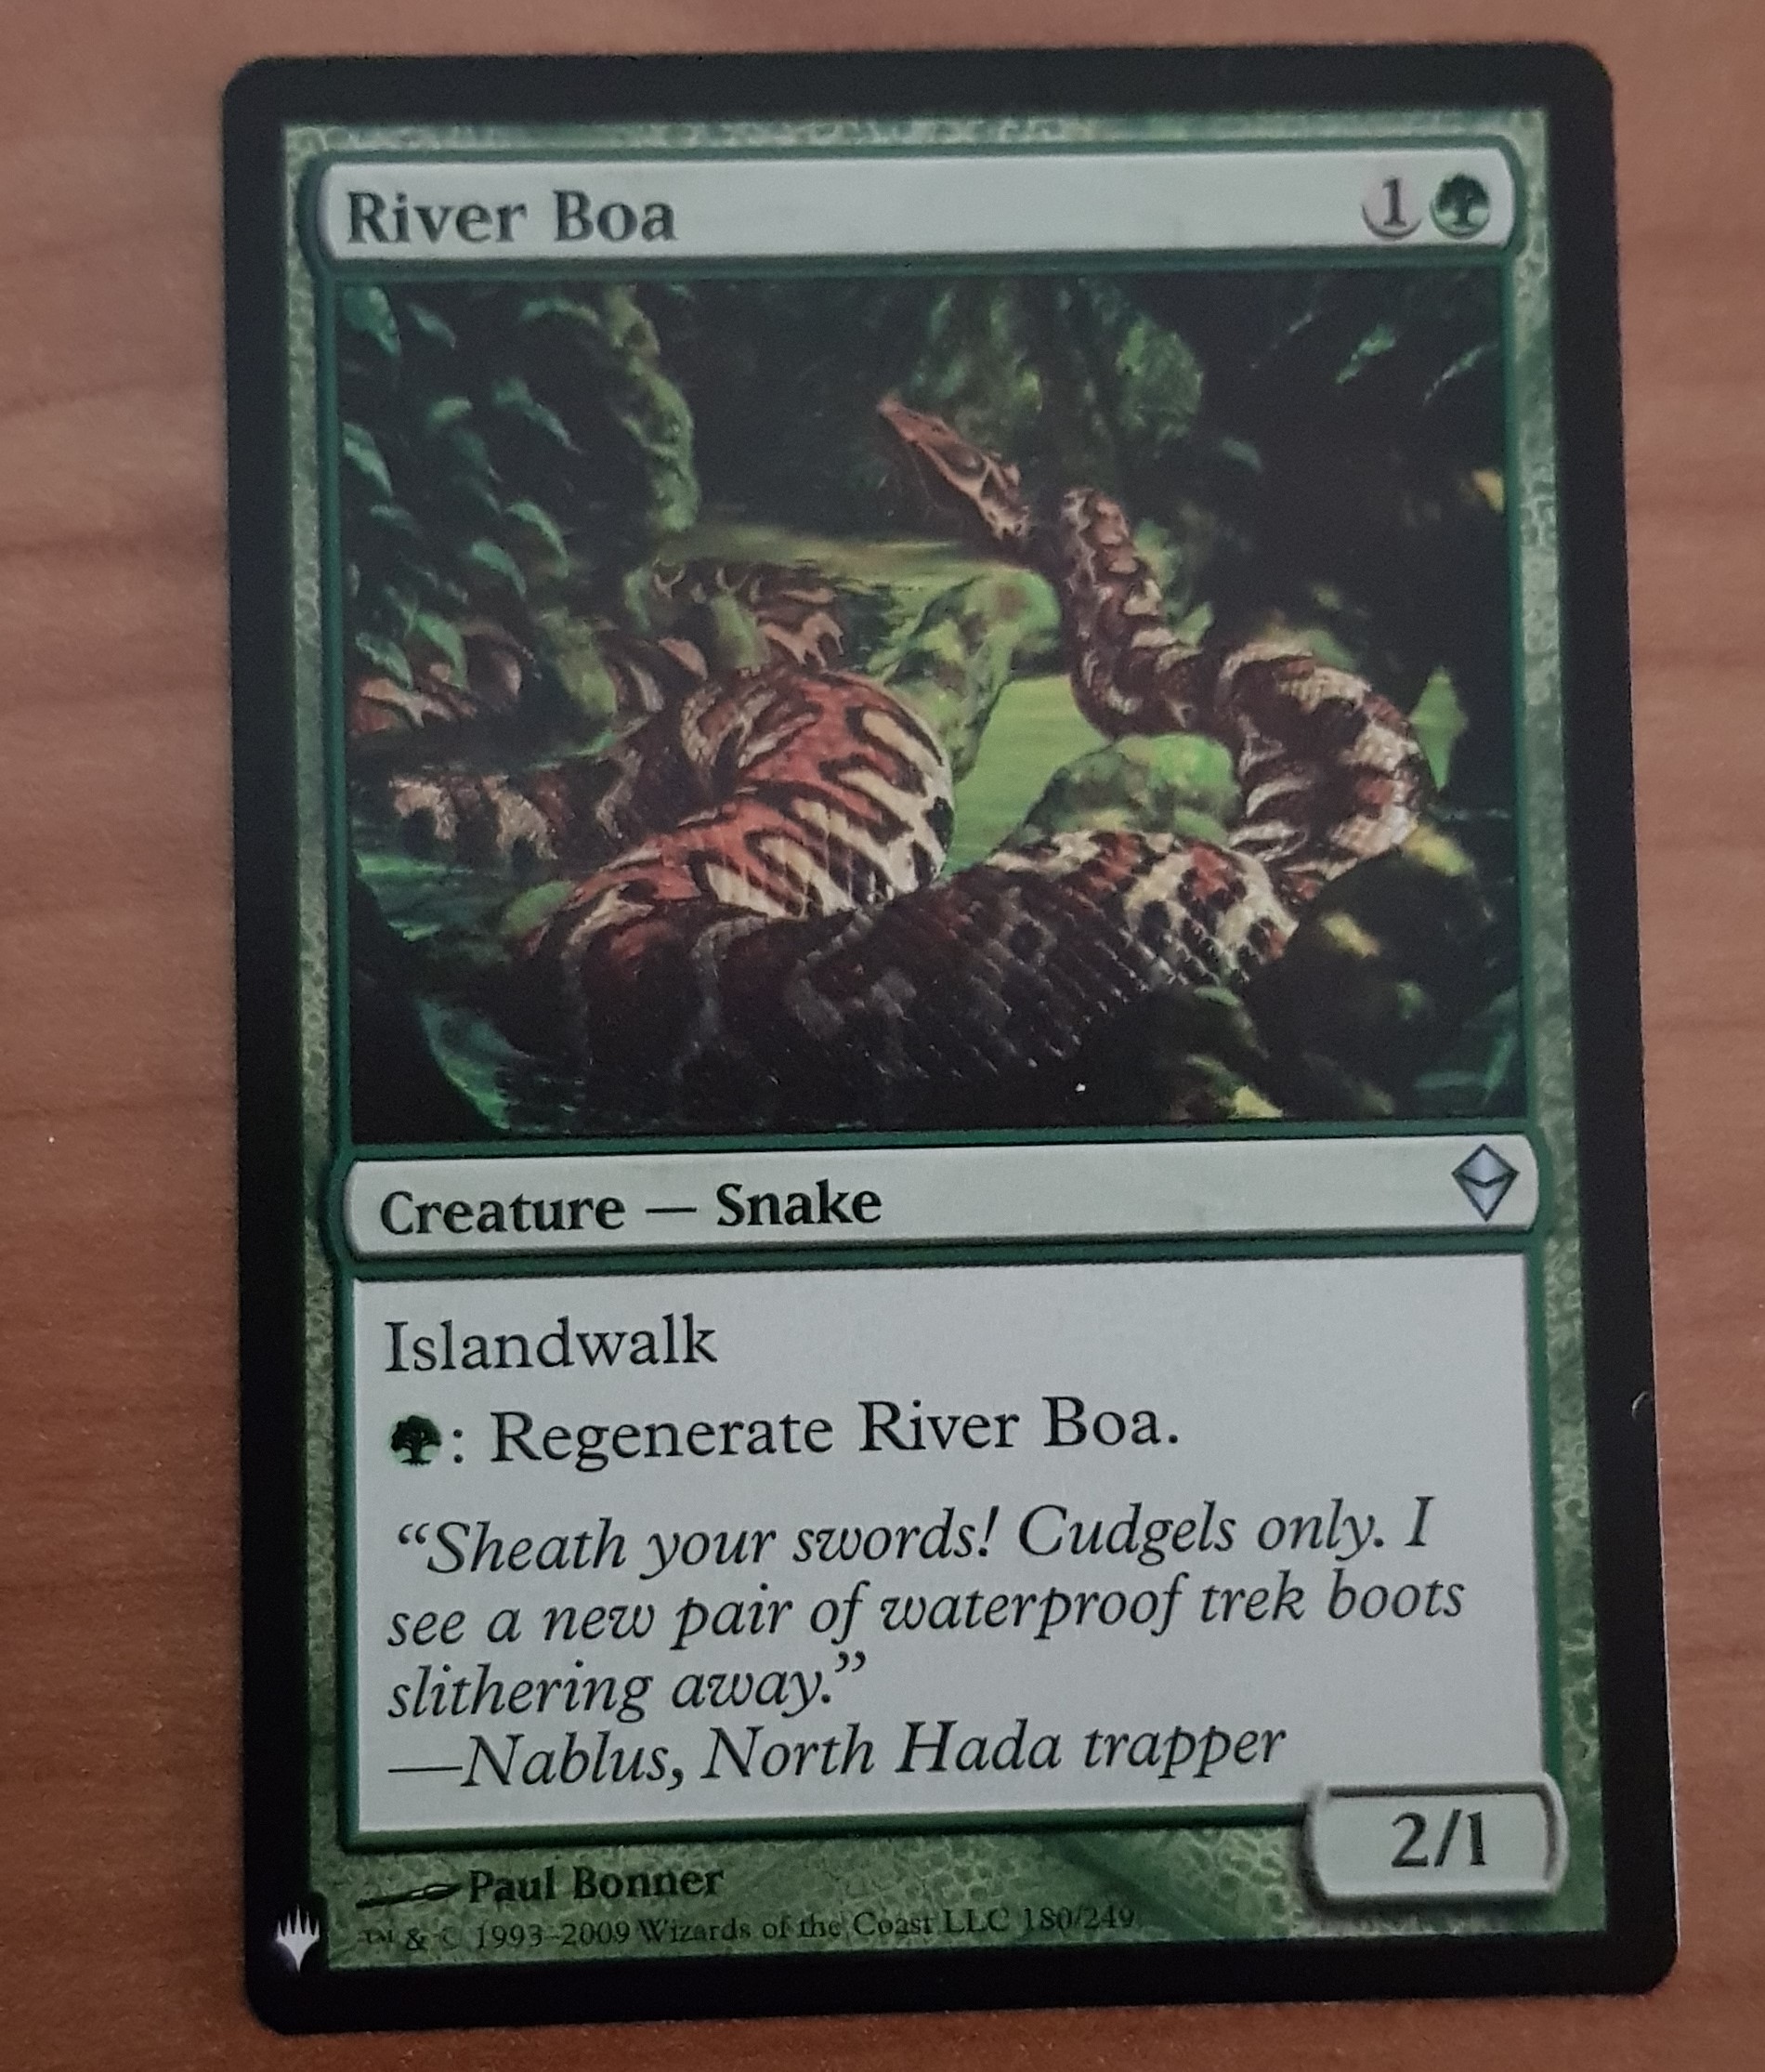 River Boa 1
Creature — Snake
Islandwalk
: Regenerate River Boa.
“Sheath your swords! Cudgels only. I
see a new pair of waterproof trek boots
slithering away.”
—Nablus, North Hada trapper
2/1
Paul Bonner
™ & © 1993–2009 Wizards of the Coast LLC 180/249